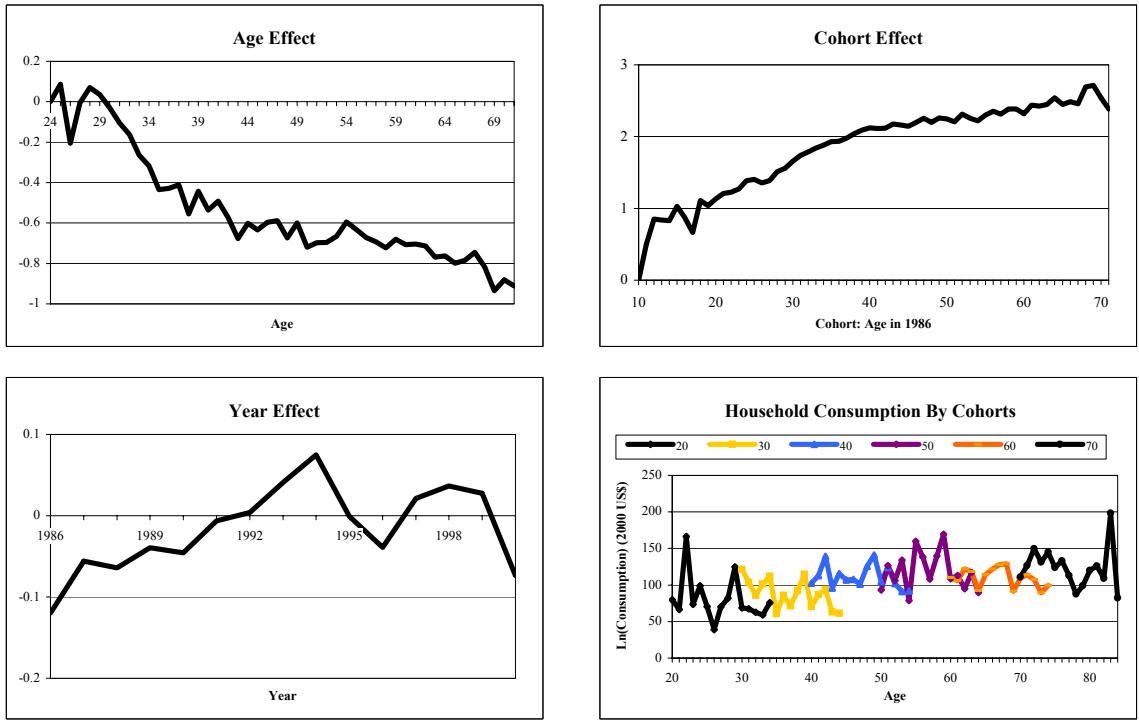 Age Effect
0.2
0
-0.2
-0.4
-0.6
-0.8
-1
24 29 34 39 44 49 54 59 64 69
Age
Cohort Effect
3
2
1
0
10 20 30 40 50 60 70
Cohort: Age in 1986
Year Effect
0.1
0
-0.1
-0.2
1986 1989 1992 1995 1998
Year
Household Consumption By Cohorts
20 30 40 50 60 70
Ln(Consumption) (2000 US$)
250
200
150
100
50
0
20 30 40 50 60 70 80
Age